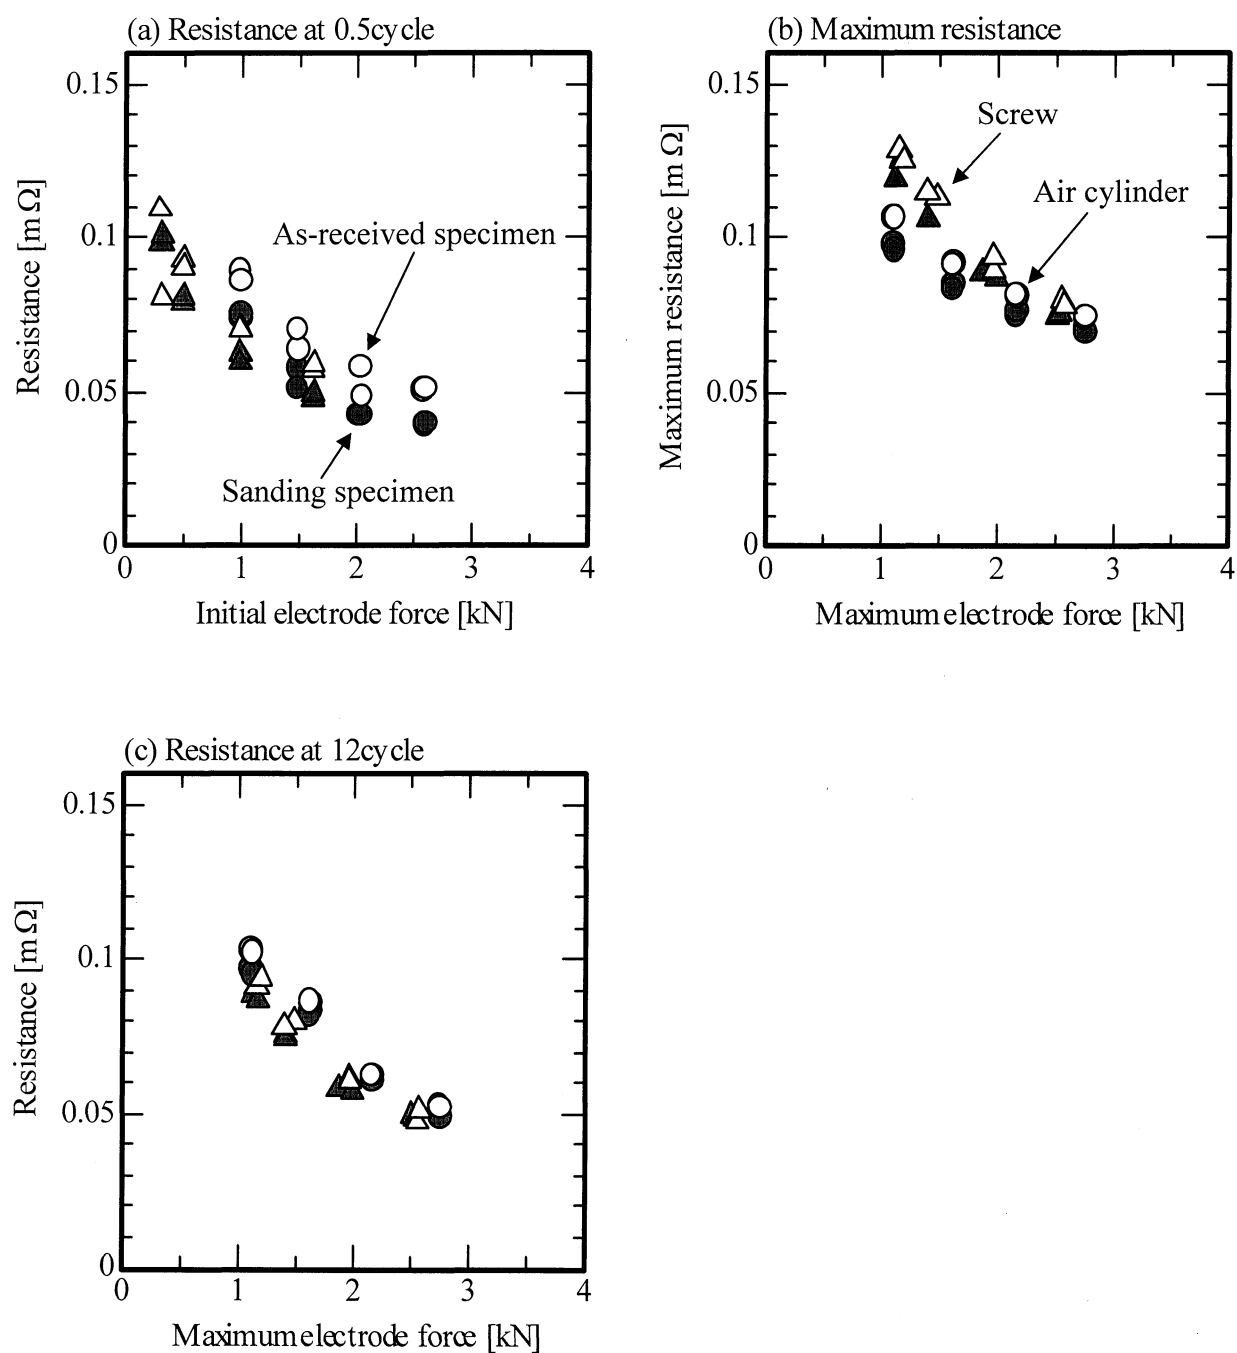 (a) Resistance at 0.5cycle
0.15
0.1
0.05
0
Resistance [mΩ]
As-received specimen
Sanding specimen
0 1 2 3 4
Initial electrode force [kN]
(b) Maximum resistance
0.15
0.1
0.05
0
Maximum resistance [mΩ]
Screw
Air cylinder
0 1 2 3 4
Maximum electrode force [kN]
(c) Resistance at 12cycle
0.15
0.1
0.05
0
Resistance [mΩ]
0 1 2 3 4
Maximum electrode force [kN]